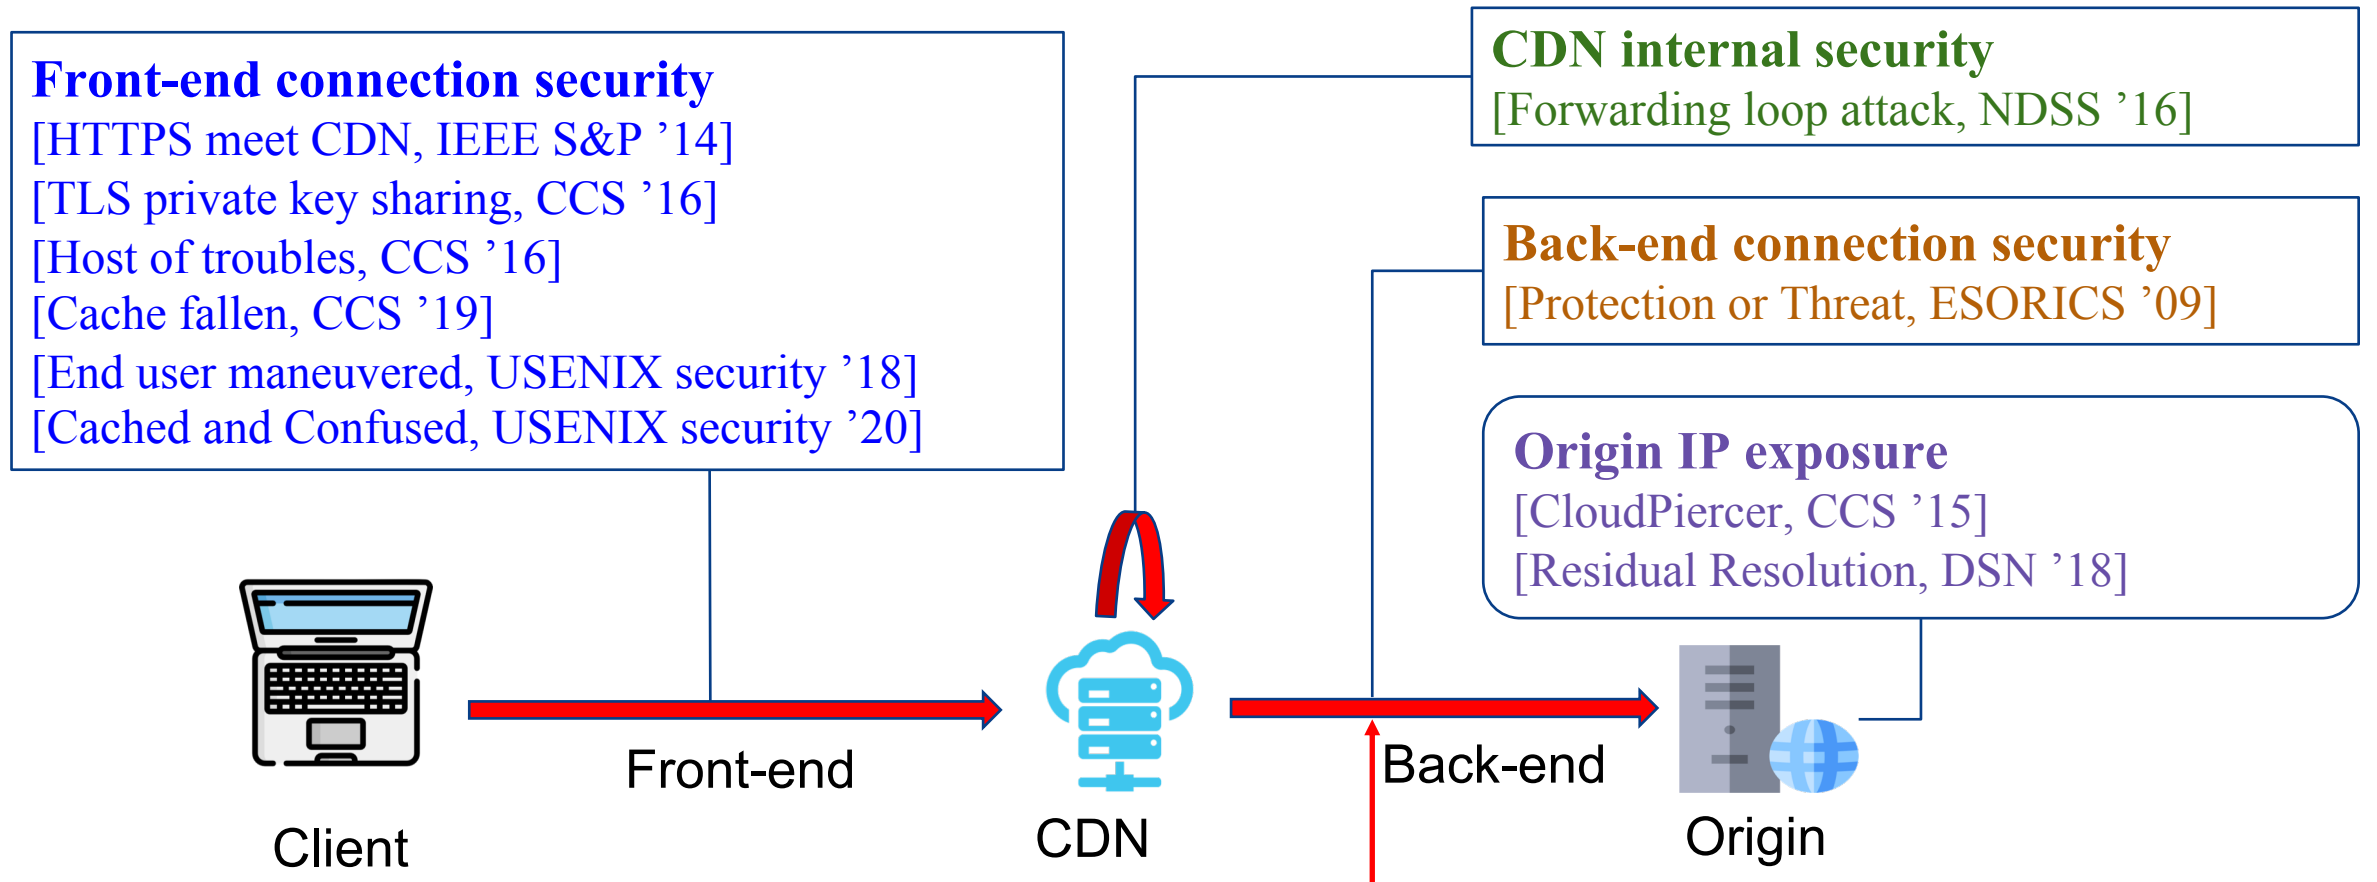 Front-end connection security
[HTTPS meet CDN, IEEE S&P ’14]
[TLS private key sharing, CCS ’16]
[Host of troubles, CCS ’16]
[Cache fallen, CCS ’19]
[End user maneuvered, USENIX security ’18]
[Cached and Confused, USENIX security ’20]
CDN internal security
[Forwarding loop attack, NDSS ’16]
Back-end connection security
[Protection or Threat, ESORICS ’09]
Origin IP exposure
[CloudPiercer, CCS ’15]
[Residual Resolution, DSN ’18]
Front-end
Back-end
Client
CDN
Origin